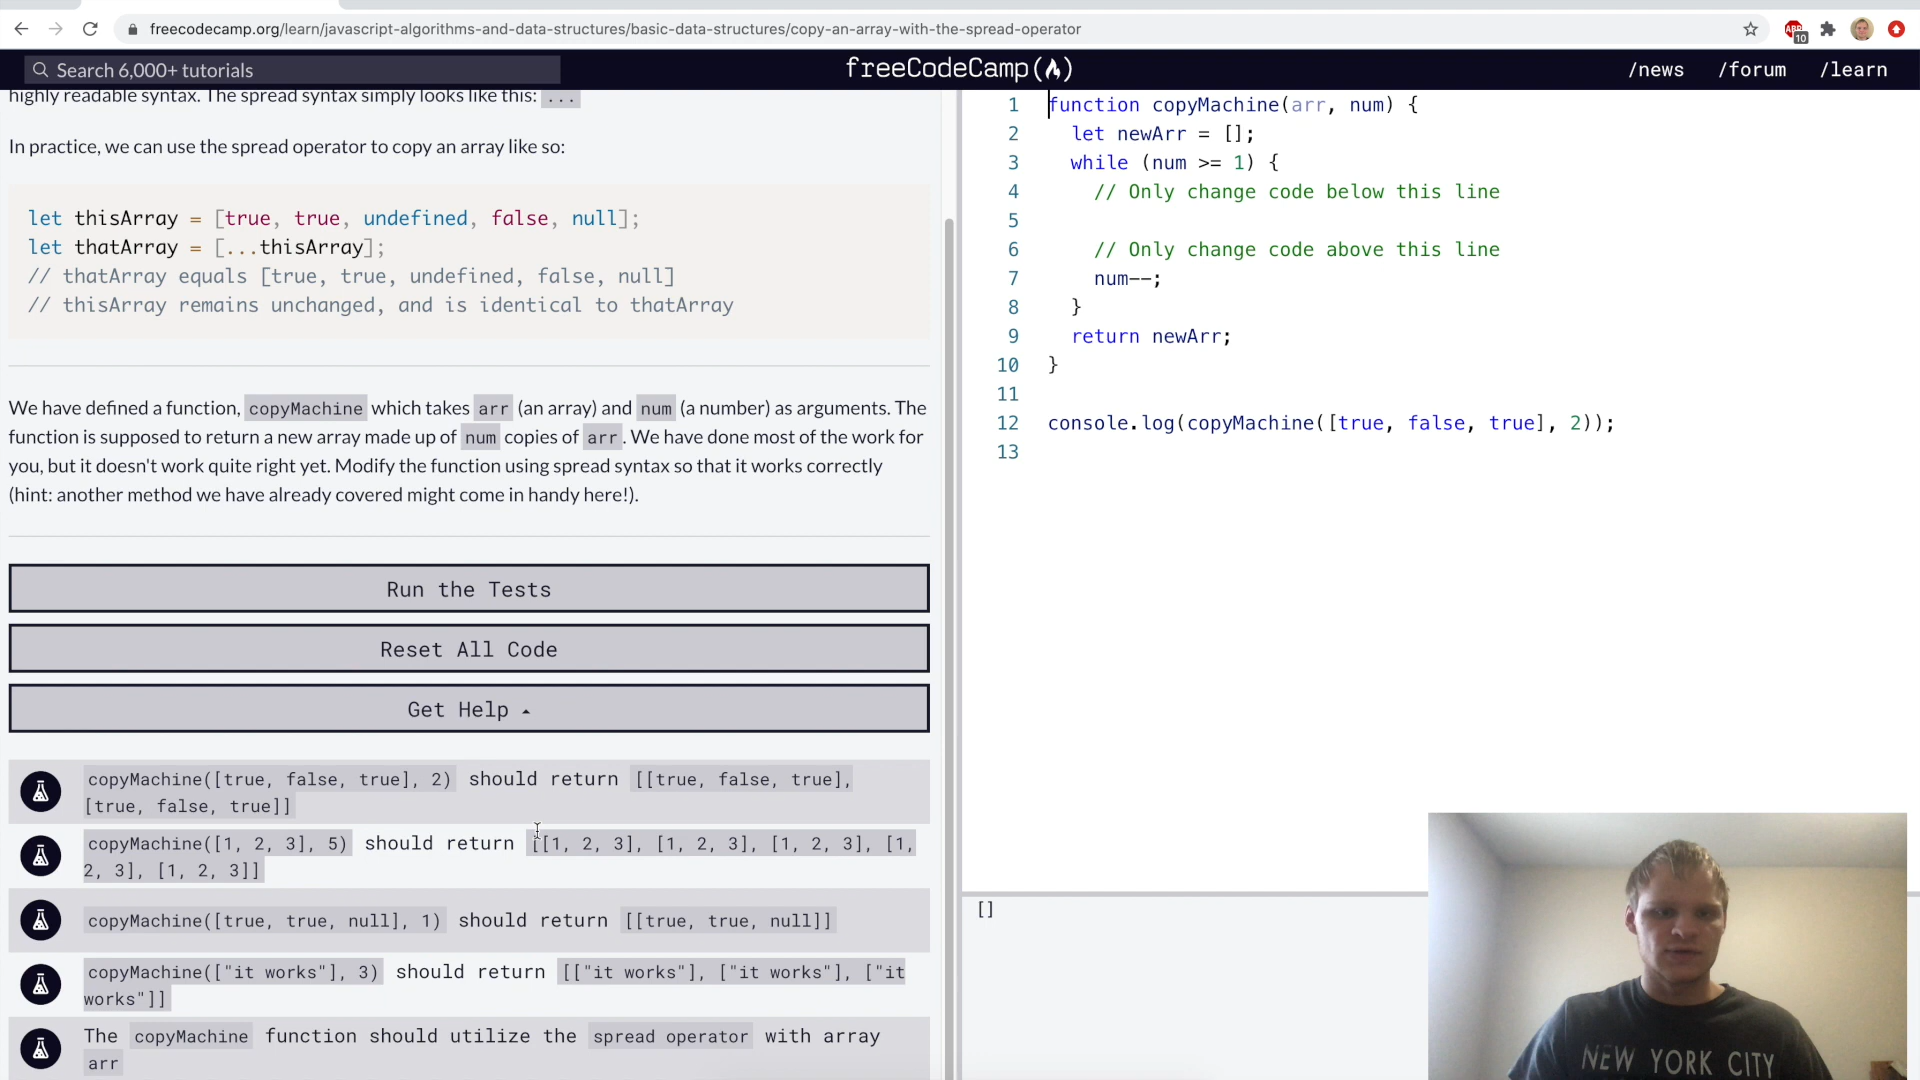 freecodecamp.org/learn/javascript-algorithms-and-data-structures/basic-data-structures/copy-an-array-with-the-spread-operator
ABP
10
Search 6,000+ tutorials
freeCodeCamp
/news
/forum
/learn
highly readable syntax. The spread syntax simply looks like this: ...
In practice, we can use the spread operator to copy an array like so:
let thisArray = [true, true, undefined, false, null];
let thatArray = [...thisArray];
// thatArray equals [true, true, undefined, false, null]
// thisArray remains unchanged, and is identical to thatArray
We have defined a function, copyMachine which takes arr (an array) and num (a number) as arguments. The
function is supposed to return a new array made up of num copies of arr. We have done most of the work for
you, but it doesn't work quite right yet. Modify the function using spread syntax so that it works correctly
(hint: another method we have already covered might come in handy here!).
Run the Tests
Reset All Code
Get Help
copyMachine([true, false, true], 2) should return [[true, false, true],
[true, false, true]]
copyMachine([1, 2, 3], 5) should return [[1, 2, 3], [1, 2, 3], [1, 2, 3], [1,
2, 3], [1, 2, 3]]
copyMachine([true, true, null], 1) should return [[true, true, null]]
copyMachine(["it works"], 3) should return [["it works"], ["it works"], ["it
works"]]
The copyMachine function should utilize the spread operator with array
arr
1 function copyMachine(arr, num) {
2 let newArr = [];
3 while (num >= 1) {
4 // Only change code below this line
5
6 // Only change code above this line
7 num--;
8 }
9 return newArr;
10 }
11
12 console.log(copyMachine([true, false, true], 2));
13
[]
NEW YORK CITY